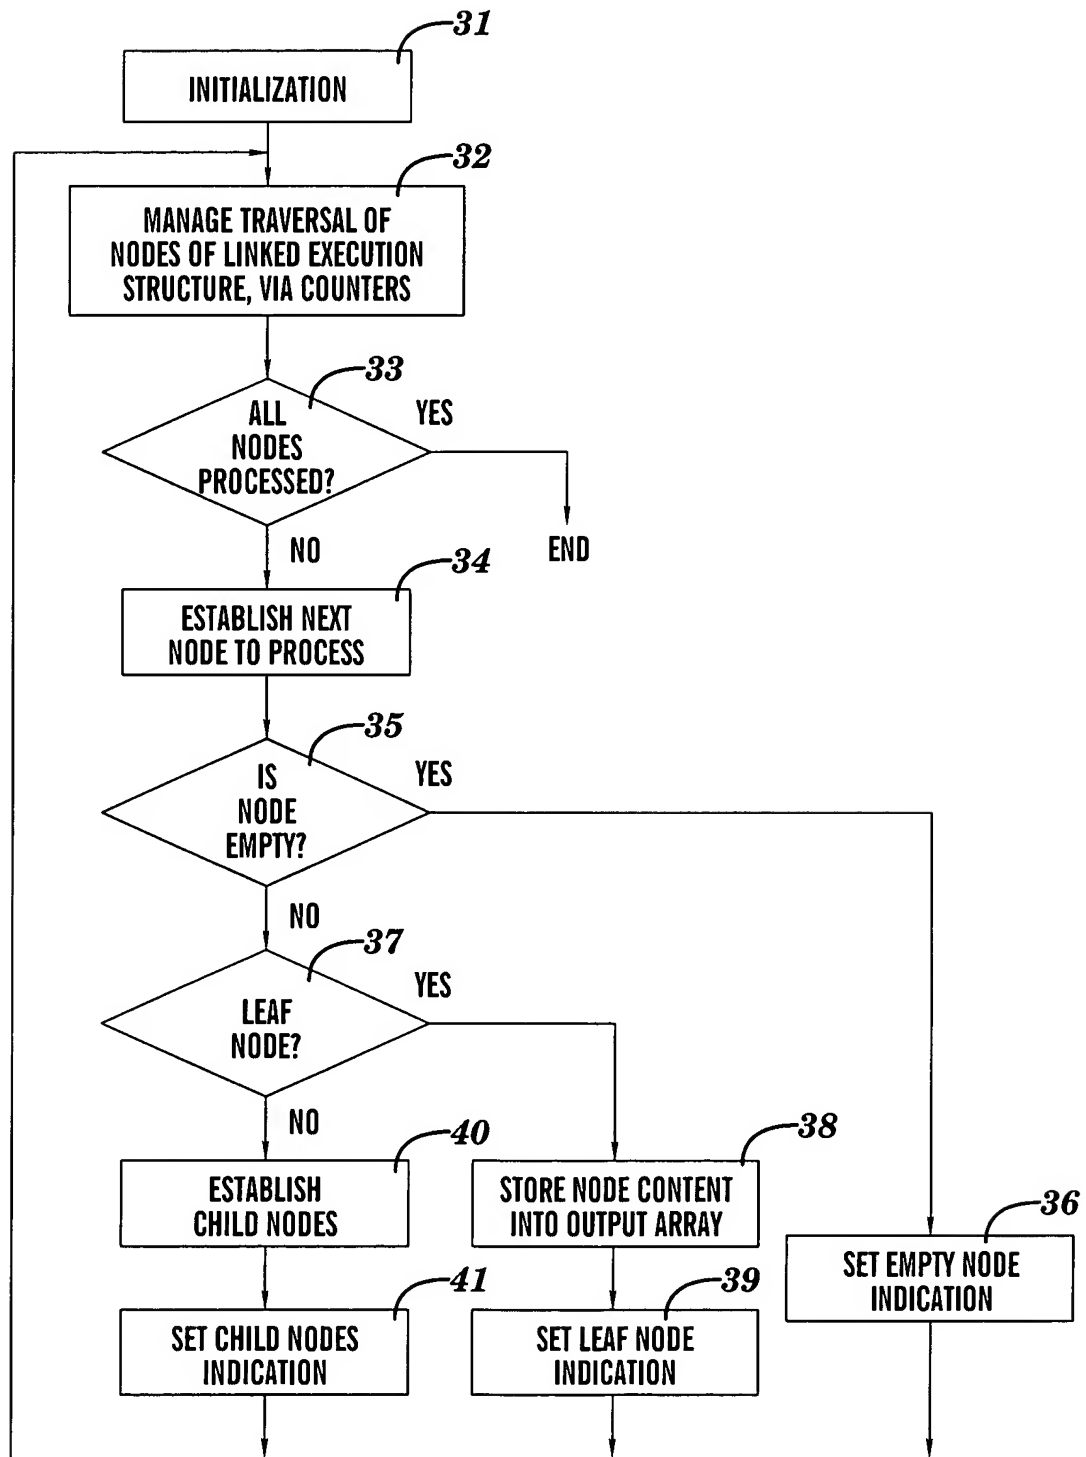 31
INITIALIZATION
32
MANAGE TRAVERSAL OF
NODES OF LINKED EXECUTION
STRUCTURE, VIA COUNTERS
33
ALL
NODES
PROCESSED?
YES
NO
END
34
ESTABLISH NEXT
NODE TO PROCESS
35
IS
NODE
EMPTY?
YES
NO
37
LEAF
NODE?
YES
NO
40
ESTABLISH
CHILD NODES
38
STORE NODE CONTENT
INTO OUTPUT ARRAY
36
SET EMPTY NODE
INDICATION
41
SET CHILD NODES
INDICATION
39
SET LEAF NODE
INDICATION